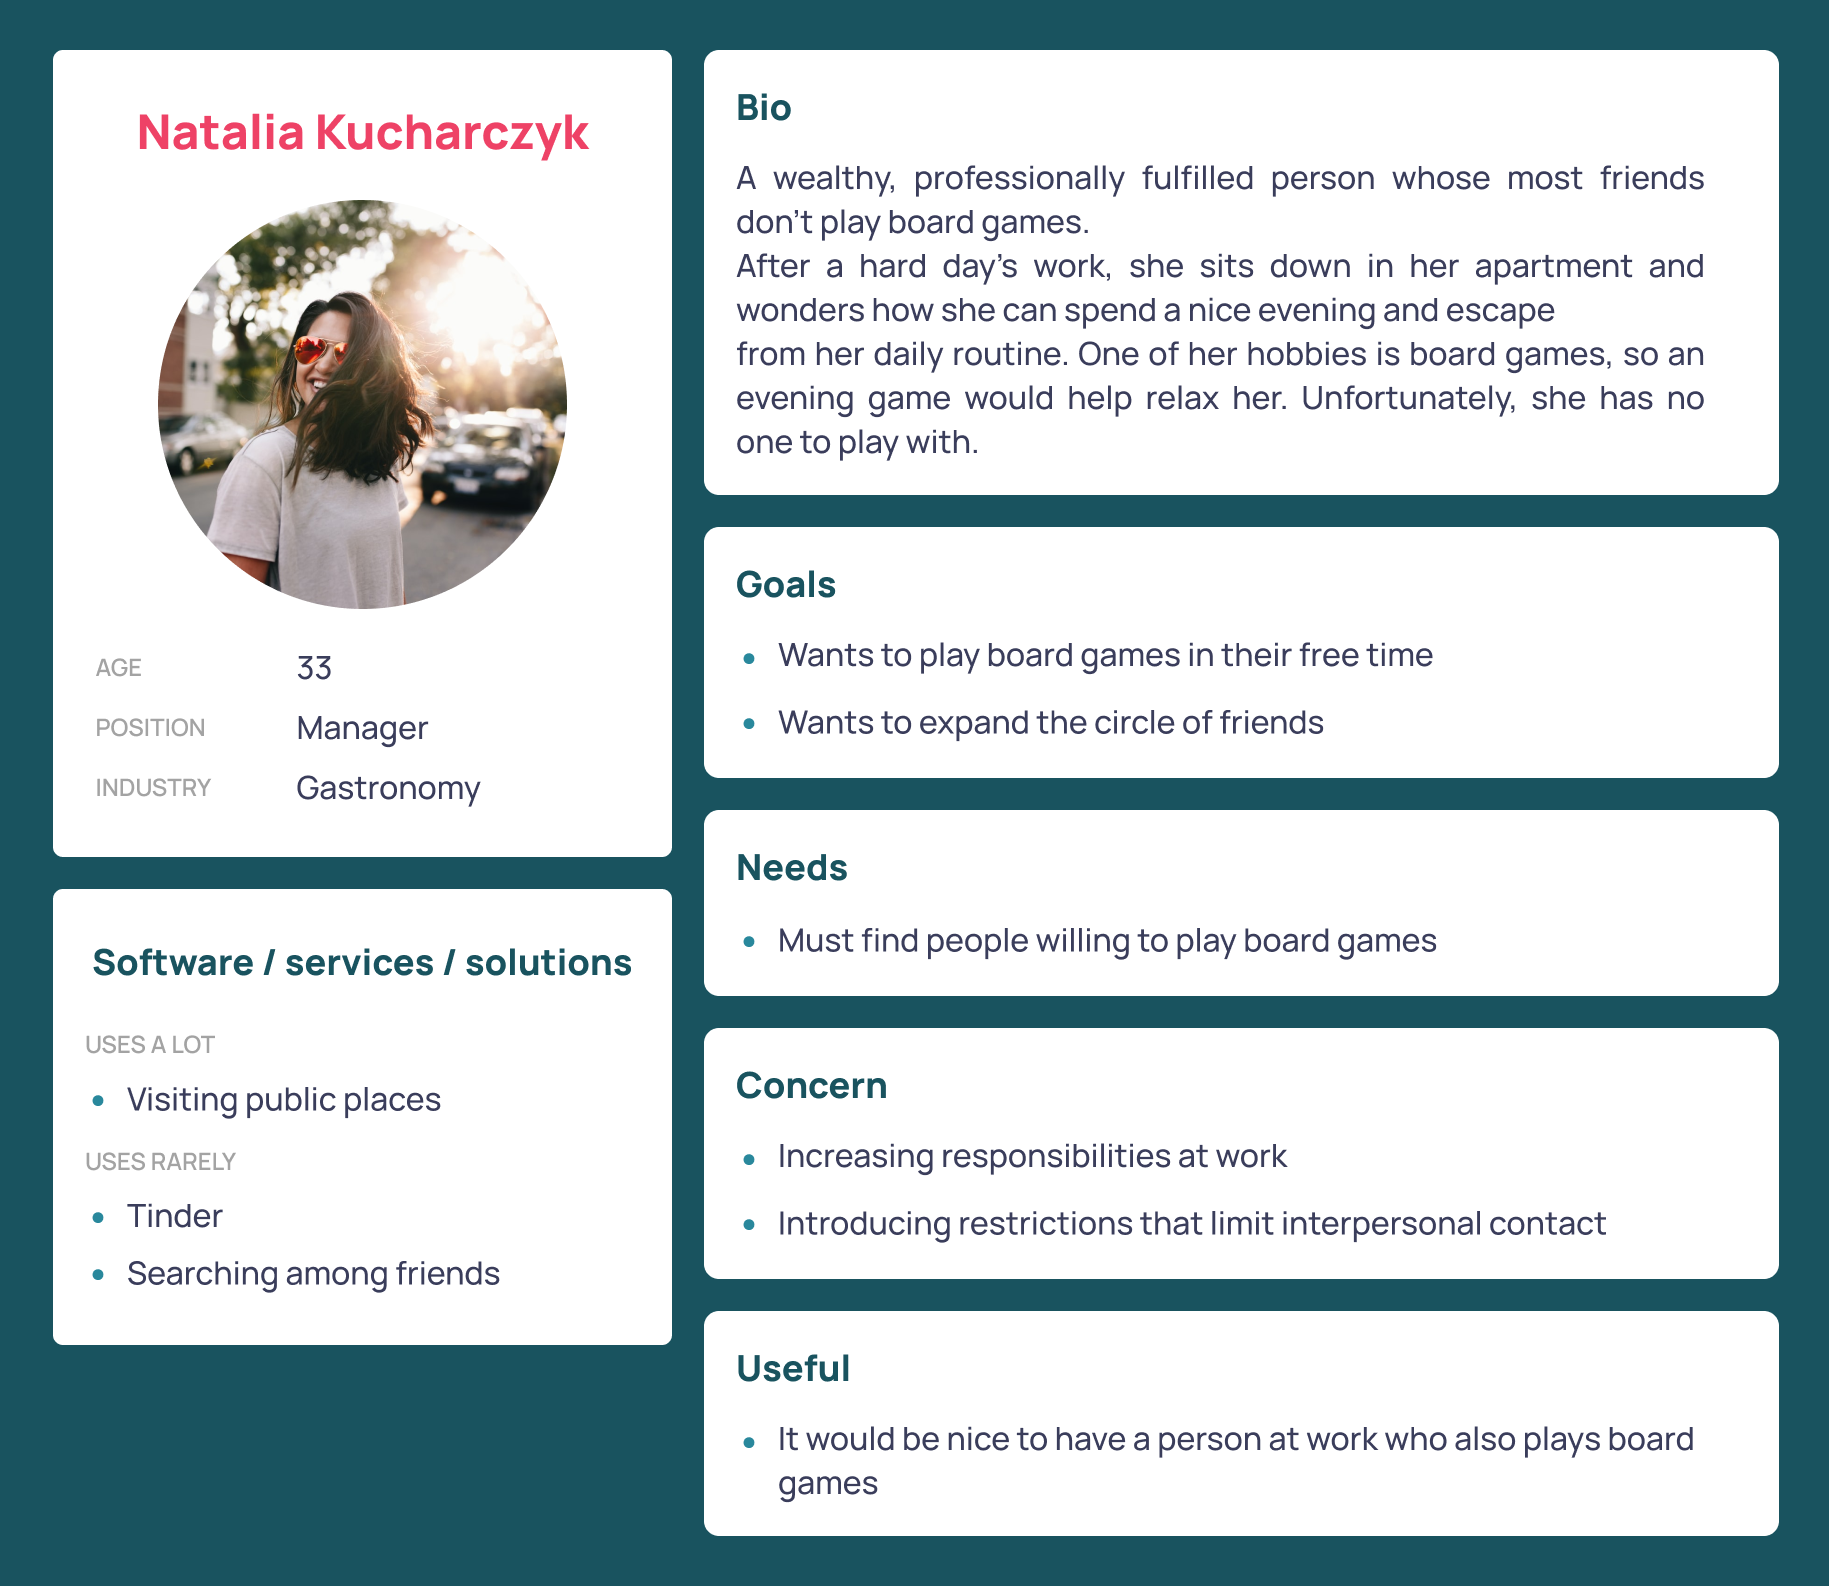 Natalia Kucharczyk
AGE 33
POSITION Manager
INDUSTRY Gastronomy
Software / services / solutions
USES A LOT
• Visiting public places
USES RARELY
• Tinder
• Searching among friends
Bio
A wealthy, professionally fulfilled person whose most friends
don't play board games.
After a hard day's work, she sits down in her apartment and
wonders how she can spend a nice evening and escape
from her daily routine. One of her hobbies is board games, so an
evening game would help relax her. Unfortunately, she has no
one to play with.
Goals
• Wants to play board games in their free time
• Wants to expand the circle of friends
Needs
• Must find people willing to play board games
Concern
• Increasing responsibilities at work
• Introducing restrictions that limit interpersonal contact
Useful
• It would be nice to have a person at work who also plays board
games